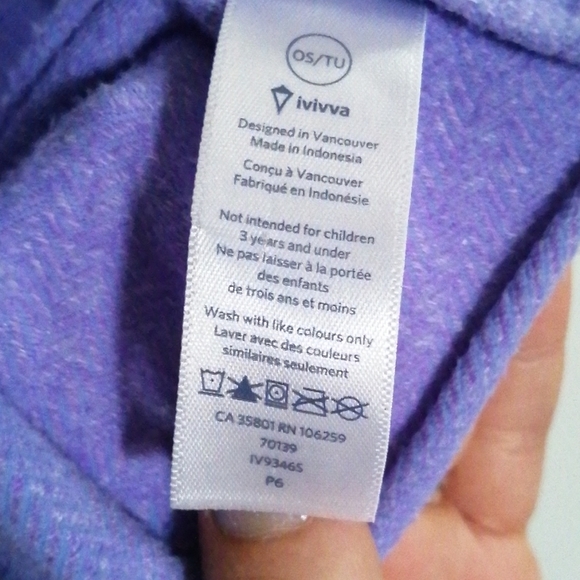 OS/TU
ivivva
Designed in Vancouver
Made in Indonesia
Conçu à Vancouver
Fabriqué en Indonésie
Not intended for children
3 years and under
Ne pas laisser à la portée
des enfants
de trois ans et moins
Wash with like colours only
Laver avec des couleurs
similaires seulement
CA 35801 RN 106259
70139
IV9346S
P6